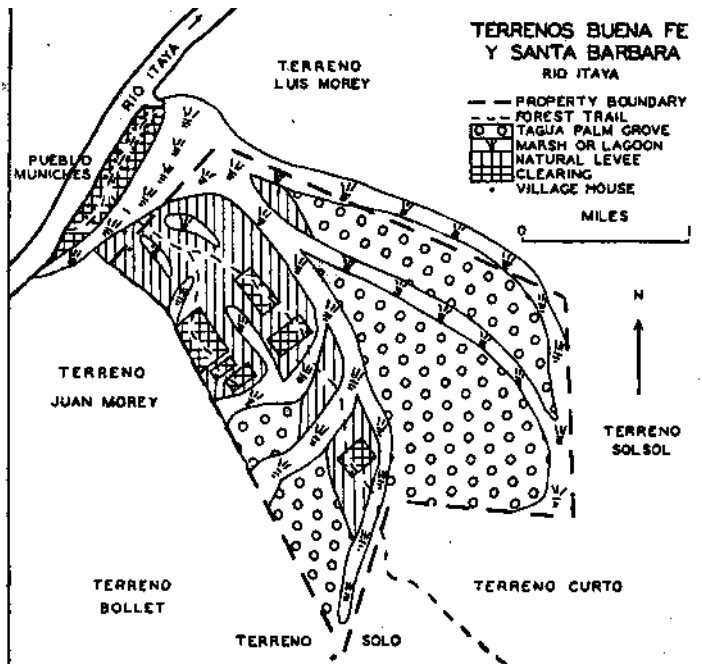 TERRENOS BUENA FE
Y SANTA BARBARA
RIO ITAYA
PROPERTY BOUNDARY
FOREST TRAIL
TAGUA PALM GROVE
MARSH OR LAGOON
NATURAL LEVEE
CLEARING
VILLAGE HOUSE
MILES
0 1
N
RIO ITAYA
TERRENO
LUIS MOREY
PUEBLO
MUNICHES
TERRENO
JUAN MOREY
TERRENO
SOLSOL
TERRENO
BOLLET
TERRENO CURTO
TERRENO SOLO